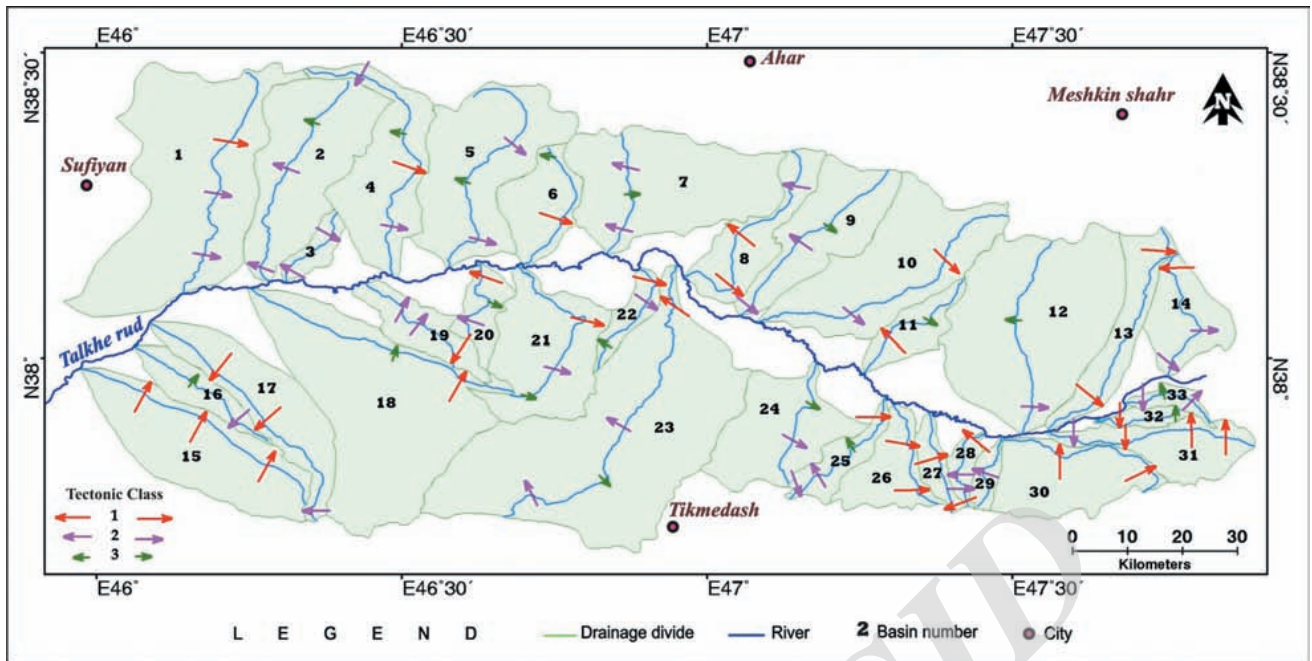 E46° E46°30′ E47° E47°30′
N38°30′ N38°30′
Ahar
Meshkin shahr
N
Sufiyan
1 2 3 4 5 6 7 8 9 10 11 12 13 14
Talkhe rud
N38° N38°
15 16 17 18 19 20 21 22 23 24 25 26 27 28 29 30 31 32 33
Tikmedash
Tectonic Class
1
2
3
0 10 20 30
Kilometers
E46° E46°30′ E47° E47°30′
L E G E N D Drainage divide River 2 Basin number City